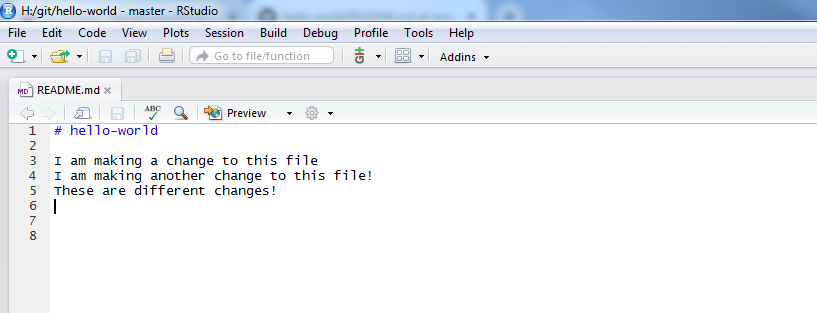 H:/git/hello-world - master - RStudio
File Edit Code View Plots Session Build Debug Profile Tools Help
Go to file/function Addins
MD README.md
ABC Preview
1 # hello-world
2
3 I am making a change to this file
4 I am making another change to this file!
5 These are different changes!
6
7
8